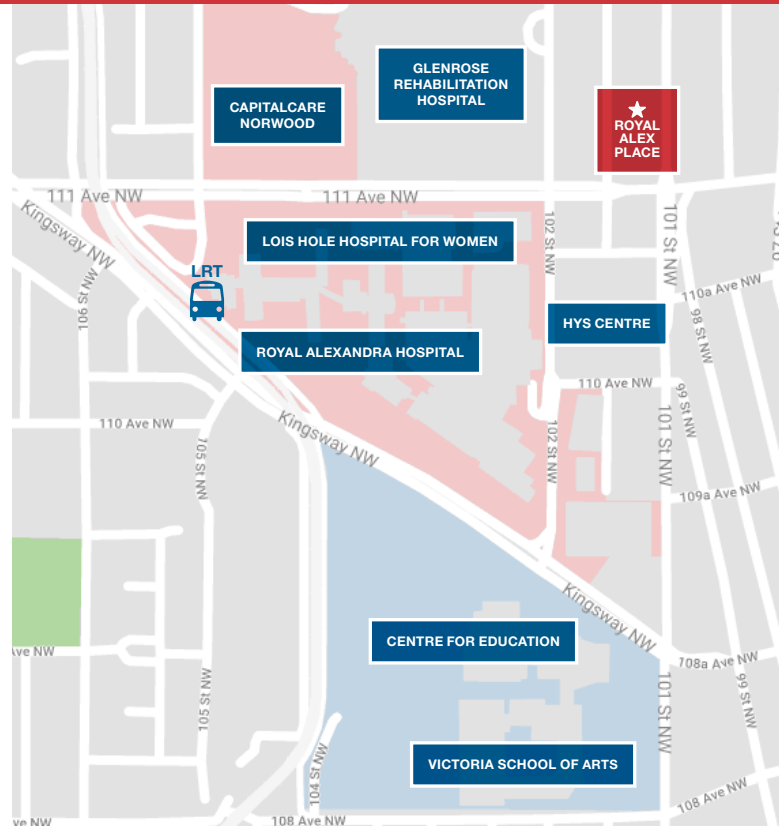 GLENROSE
REHABILITATION
HOSPITAL
CAPITALCARE
NORWOOD
ROYAL
ALEX
PLACE
111 Ave NW
111 Ave NW
Kingsway NW
101 St NW
102 St NW
LOIS HOLE HOSPITAL FOR WOMEN
LRT
106 St NW
110a Ave NW
98 St NW
HYS CENTRE
ROYAL ALEXANDRA HOSPITAL
110 Ave NW
99 St NW
Kingsway NW
110 Ave NW
101 St NW
102 St NW
105 St NW
109a Ave NW
Kingsway NW
CENTRE FOR EDUCATION
ve NW
108a Ave NW
101 St NW
99 St NW
105 St NW
VICTORIA SCHOOL OF ARTS
104 St NW
108 Ave NW
108 Ave NW
ve NW